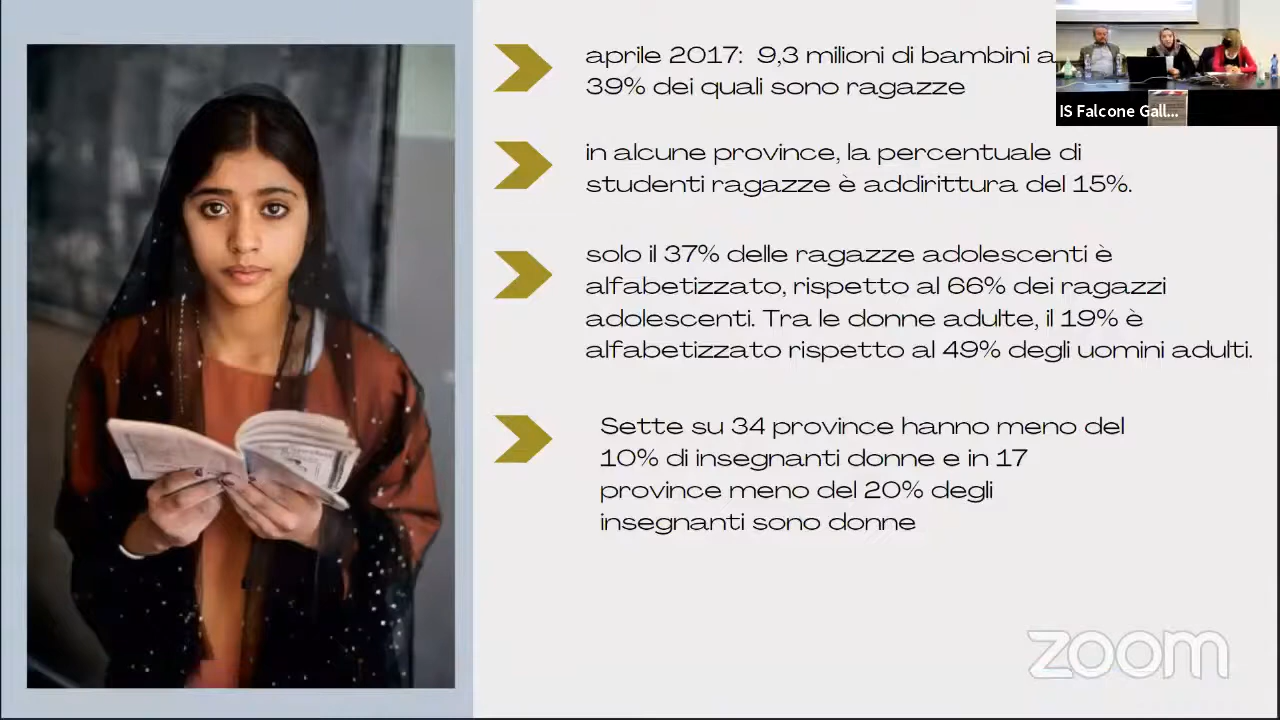 aprile 2017: 9,3 milioni di bambini a
39% dei quali sono ragazze
IS Falcone Gall...
in alcune province, la percentuale di
studenti ragazze è addirittura del 15%.
solo il 37% delle ragazze adolescenti è
alfabetizzato, rispetto al 66% dei ragazzi
adolescenti. Tra le donne adulte, il 19% è
alfabetizzato rispetto al 49% degli uomini adulti.
Sette su 34 province hanno meno del
10% di insegnanti donne e in 17
province meno del 20% degli
insegnanti sono donne
zoom